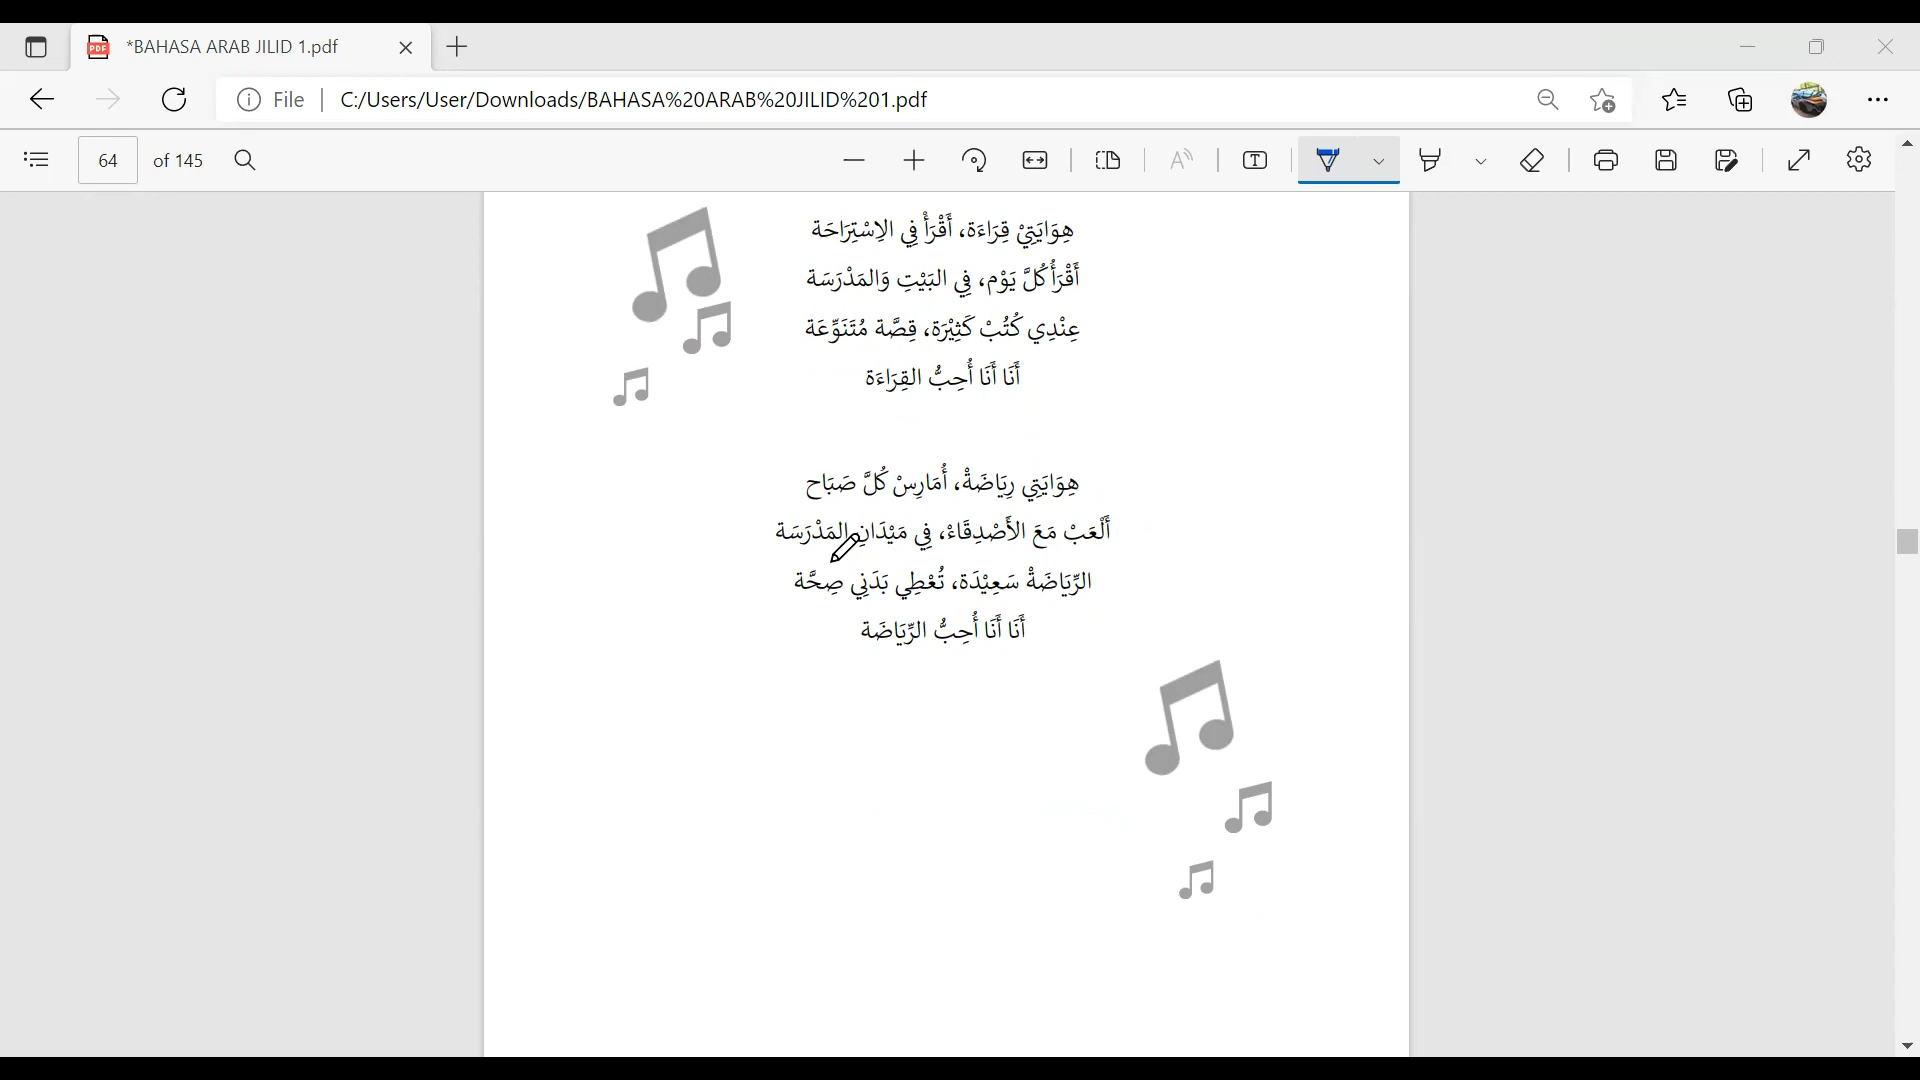 *BAHASA ARAB JILID 1.pdf
File
C:/Users/User/Downloads/BAHASA%20ARAB%20JILID%201.pdf
64 of 145
هِوَايَتِيْ قِرَاءَة، أَقْرَأْ فِي الاِسْتِرَاحَة
أَقْرَأُ كُلَّ يَوْم، فِي البَيْتِ وَالمَدْرَسَة
عِنْدِي كُتُبْ كَثِيْرَة، قِصَّة مُتَنَوِّعَة
أَنَا أَنَا أُحِبُّ القِرَاءَة
هِوَايَتِي رِيَاضَةْ، أُمَارِسْ كُلَّ صَبَاح
أَلْعَبْ مَعَ الأَصْدِقَاءْ، فِي مَيْدَانِ المَدْرَسَة
الرِّيَاضَةْ سَعِيْدَة، تُعْطِي بَدَنِي صِحَّة
أَنَا أَنَا أُحِبُّ الرِّيَاضَة